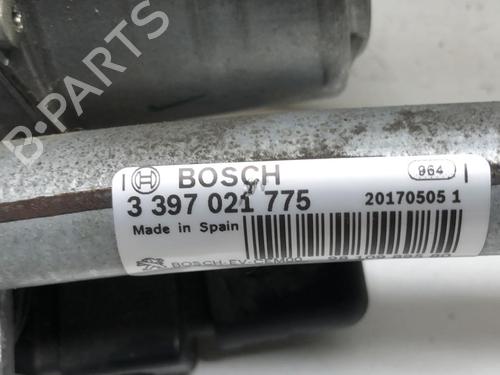 B-PARTS
BOSCH
964
3 397 021 775
20170505 1
Made in Spain